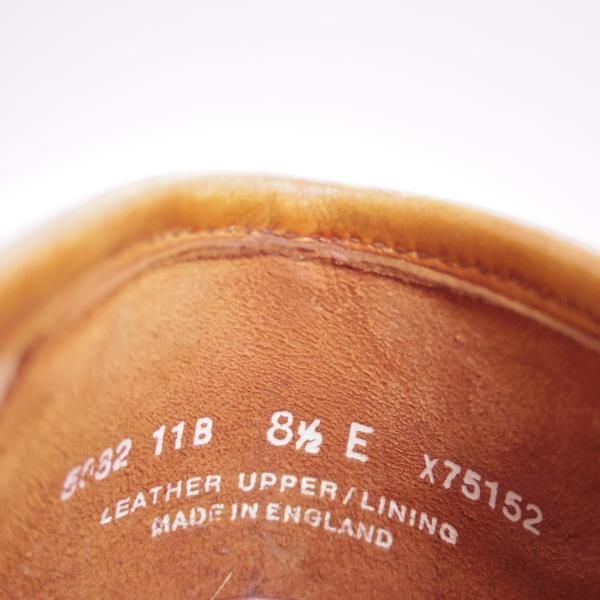 11B 8½ E X75152
LEATHER UPPER/LINING
MADE IN ENGLAND